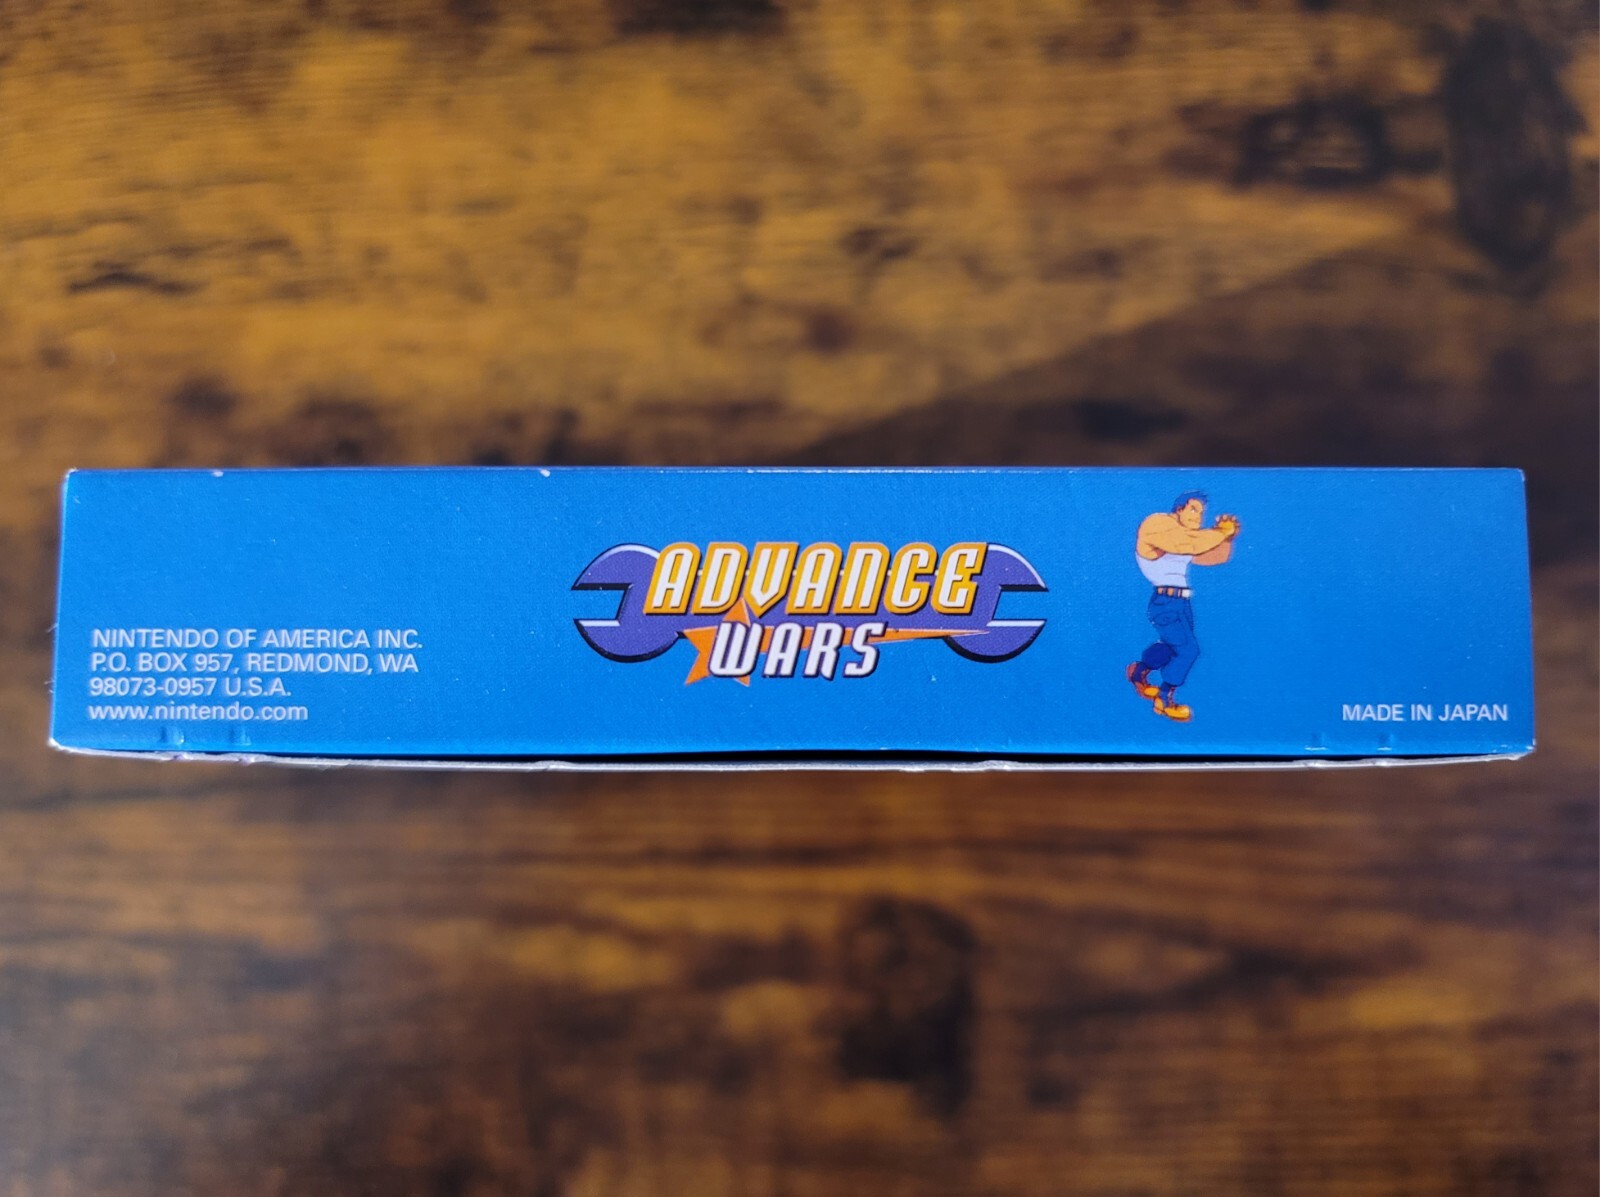 NINTENDO OF AMERICA INC.
P.O. BOX 957, REDMOND, WA
98073-0957 U.S.A.
www.nintendo.com
ADVANCE
WARS
MADE IN JAPAN